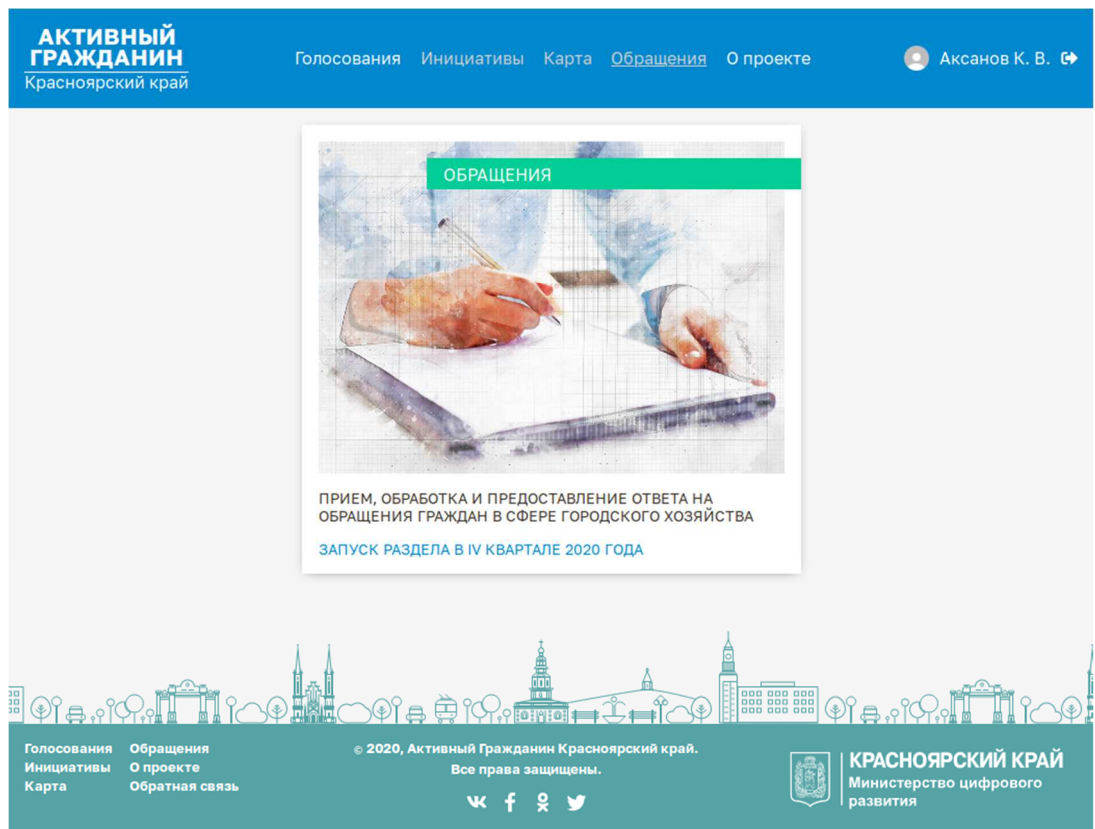 АКТИВНЫЙ
ГРАЖДАНИН
Красноярский край
Голосования Инициативы Карта Обращения О проекте
Аксанов К. В.
ОБРАЩЕНИЯ
ПРИЕМ, ОБРАБОТКА И ПРЕДОСТАВЛЕНИЕ ОТВЕТА НА
ОБРАЩЕНИЯ ГРАЖДАН В СФЕРЕ ГОРОДСКОГО ХОЗЯЙСТВА
ЗАПУСК РАЗДЕЛА В IV КВАРТАЛЕ 2020 ГОДА
Голосования Обращения
Инициативы О проекте
Карта Обратная связь
© 2020, Активный Гражданин Красноярский край.
Все права защищены.
КРАСНОЯРСКИЙ КРАЙ
Министерство цифрового
развития